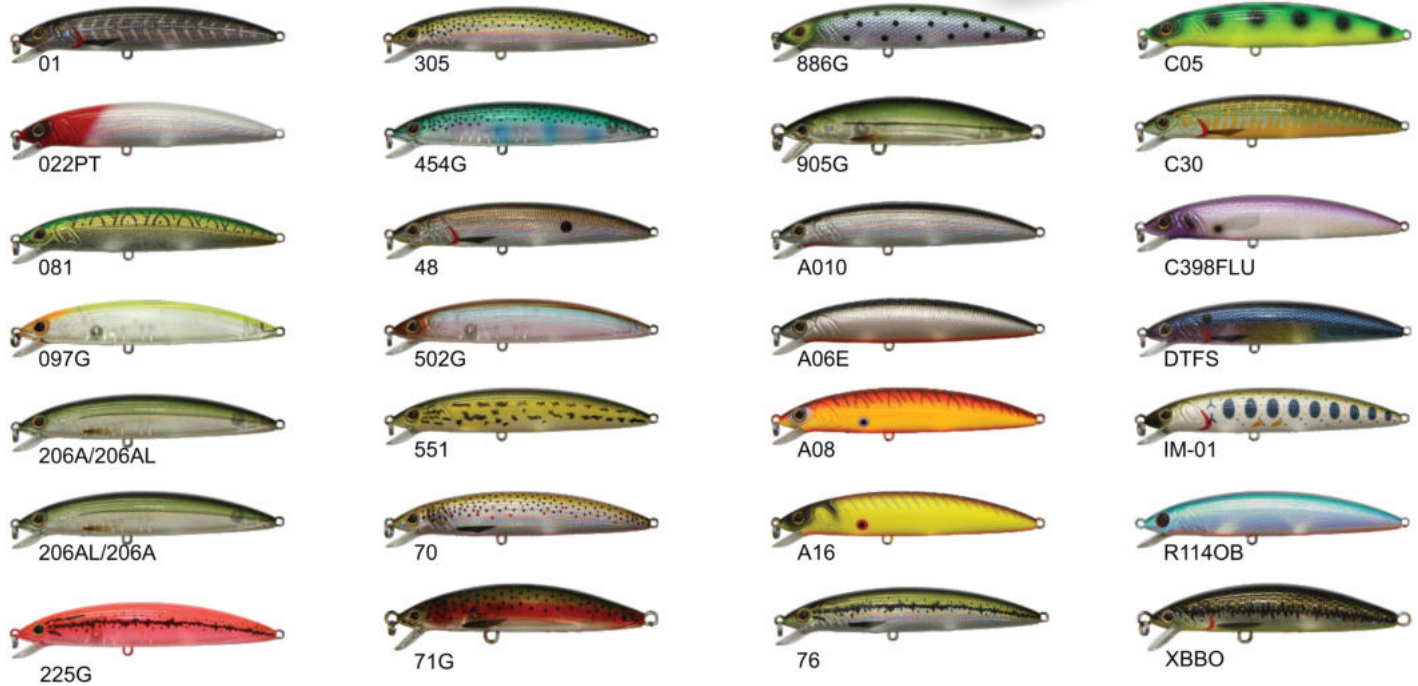 01
305
886G
C05
022PT
454G
905G
C30
081
48
A010
C398FLU
097G
502G
A06E
DTFS
206A/206AL
551
A08
IM-01
206AL/206A
70
A16
R114OB
225G
71G
76
XBBO